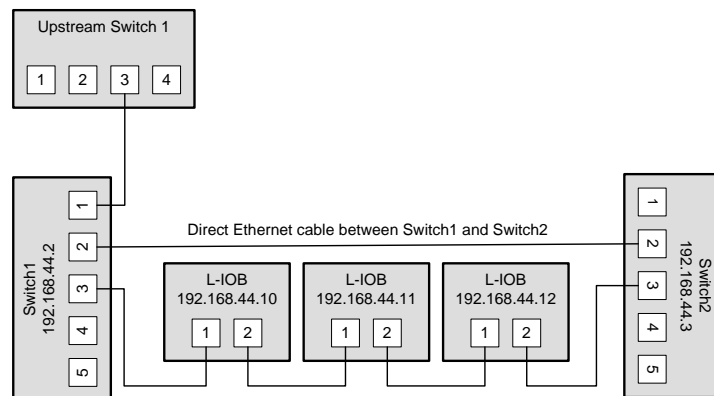 Upstream Switch 1
1 2 3 4
Switch1
192.168.44.2
1
2
3
4
5
Direct Ethernet cable between Switch1 and Switch2
L-IOB
192.168.44.10
1 2
L-IOB
192.168.44.11
1 2
L-IOB
192.168.44.12
1 2
Switch2
192.168.44.3
1
2
3
4
5